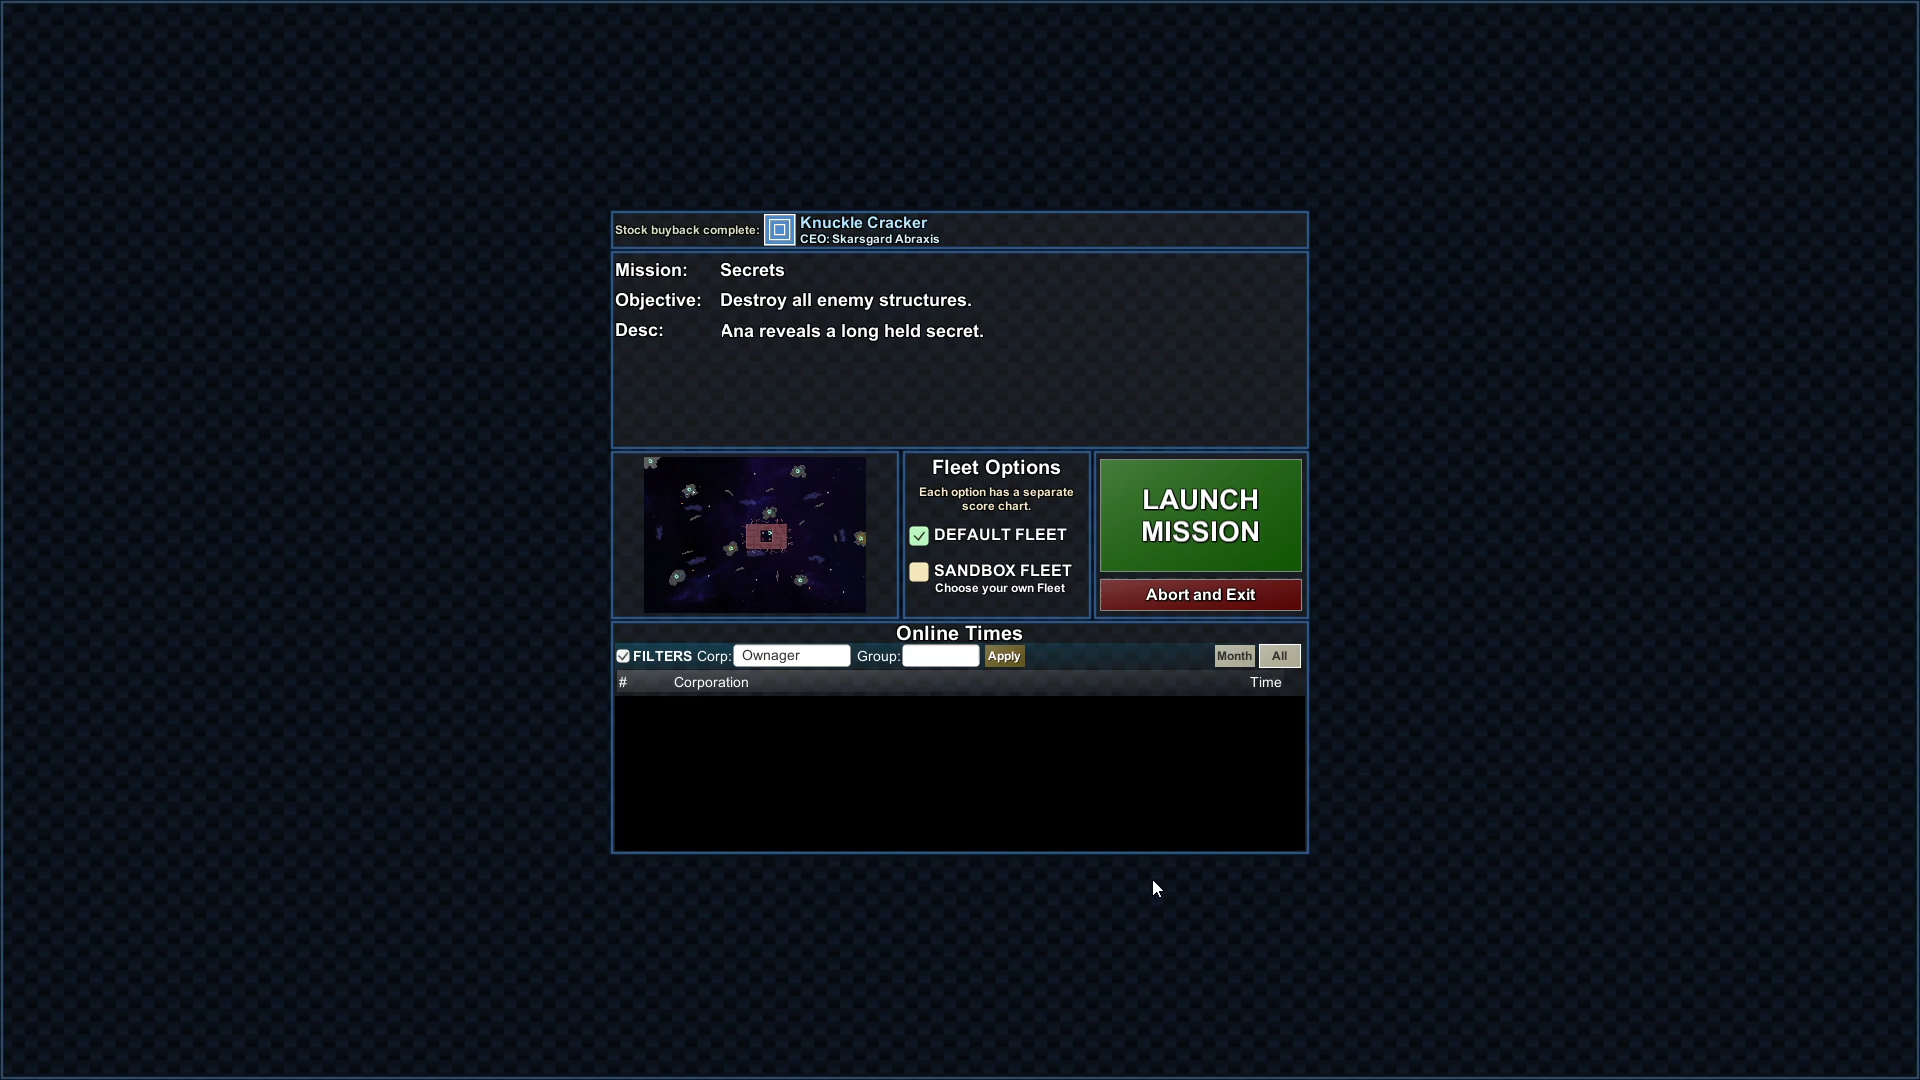 Stock buyback complete: Knuckle Cracker
CEO: Skarsgard Abraxis
Mission: Secrets
Objective: Destroy all enemy structures.
Desc: Ana reveals a long held secret.
Fleet Options
Each option has a separate
score chart.
DEFAULT FLEET
SANDBOX FLEET
Choose your own Fleet
LAUNCH
MISSION
Abort and Exit
Online Times
FILTERS Corp: Ownager Group: Apply Month All
# Corporation Time